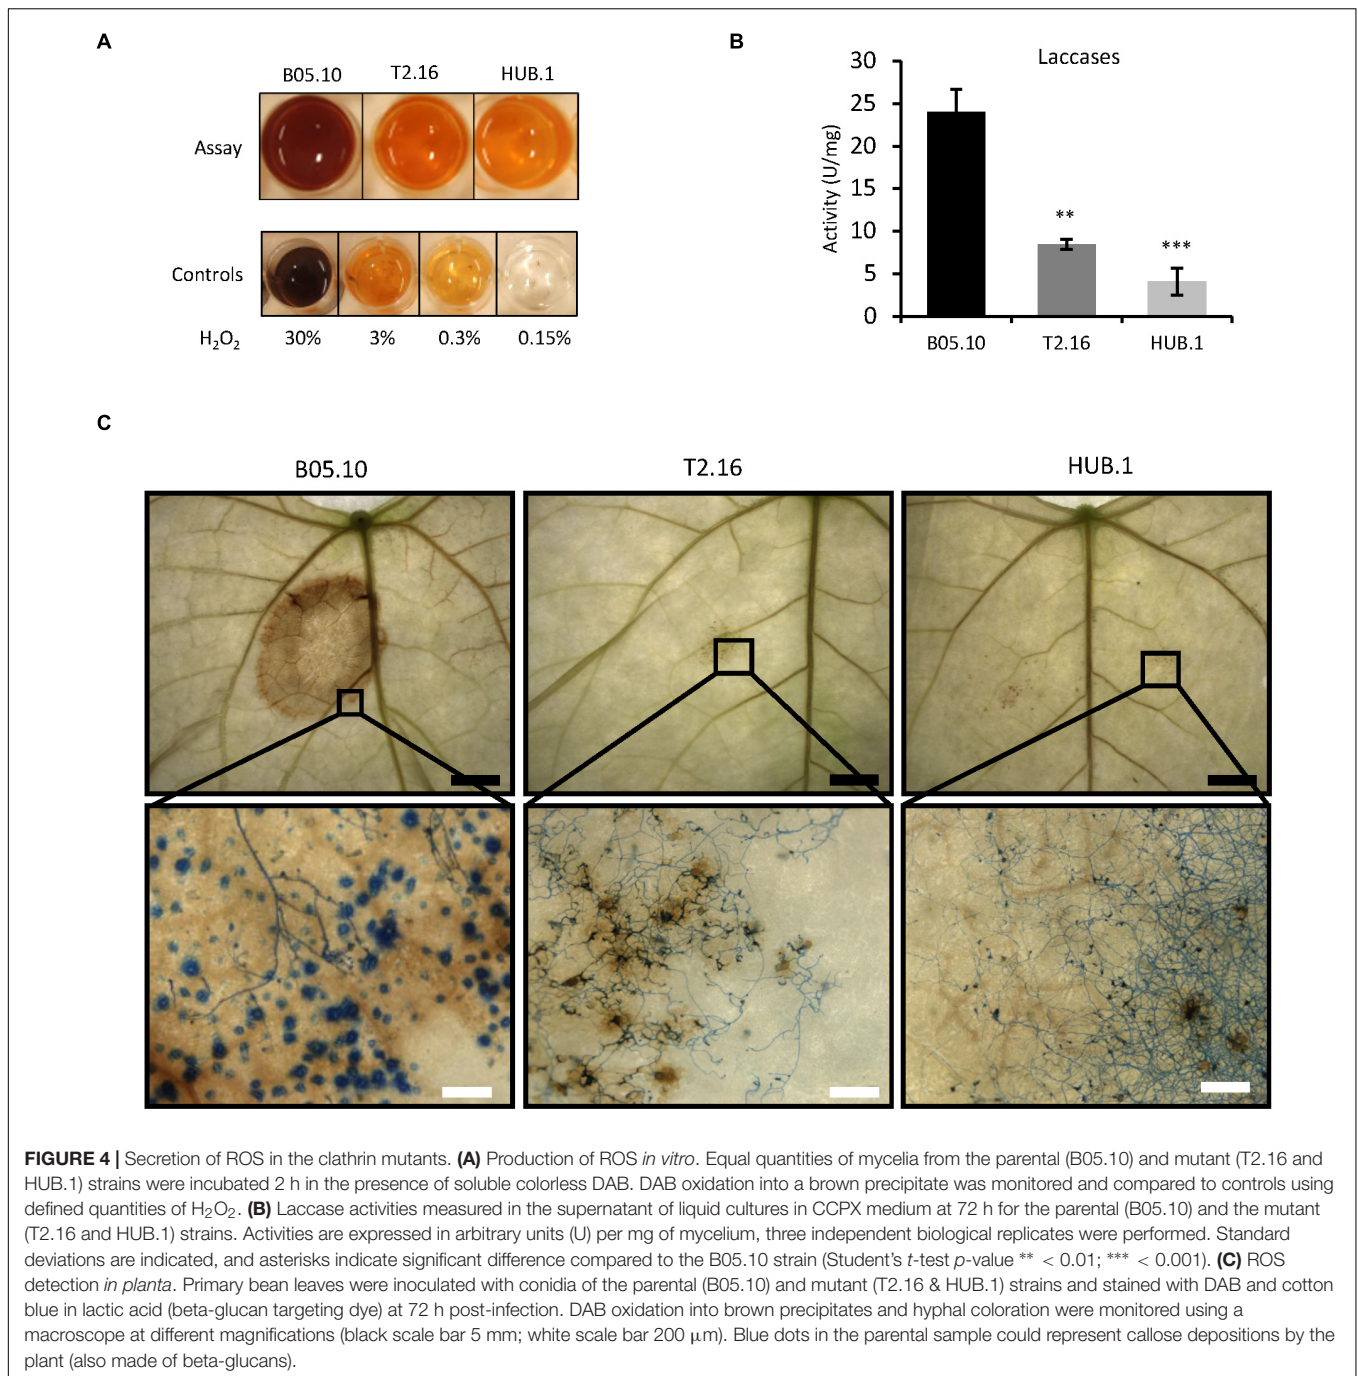 A
B05.10 T2.16 HUB.1
Assay
Controls
H₂O₂ 30% 3% 0.3% 0.15%
B
Laccases
Activity (U/mg)
30
25
20
15
10
5
0
**
***
B05.10 T2.16 HUB.1
C
B05.10 T2.16 HUB.1
FIGURE 4 | Secretion of ROS in the clathrin mutants. (A) Production of ROS in vitro. Equal quantities of mycelia from the parental (B05.10) and mutant (T2.16 and
HUB.1) strains were incubated 2 h in the presence of soluble colorless DAB. DAB oxidation into a brown precipitate was monitored and compared to controls using
defined quantities of H₂O₂. (B) Laccase activities measured in the supernatant of liquid cultures in CCPX medium at 72 h for the parental (B05.10) and the mutant
(T2.16 and HUB.1) strains. Activities are expressed in arbitrary units (U) per mg of mycelium, three independent biological replicates were performed. Standard
deviations are indicated, and asterisks indicate significant difference compared to the B05.10 strain (Student's t-test p-value ** < 0.01; *** < 0.001). (C) ROS
detection in planta. Primary bean leaves were inoculated with conidia of the parental (B05.10) and mutant (T2.16 & HUB.1) strains and stained with DAB and cotton
blue in lactic acid (beta-glucan targeting dye) at 72 h post-infection. DAB oxidation into brown precipitates and hyphal coloration were monitored using a
macroscope at different magnifications (black scale bar 5 mm; white scale bar 200 μm). Blue dots in the parental sample could represent callose depositions by the
plant (also made of beta-glucans).